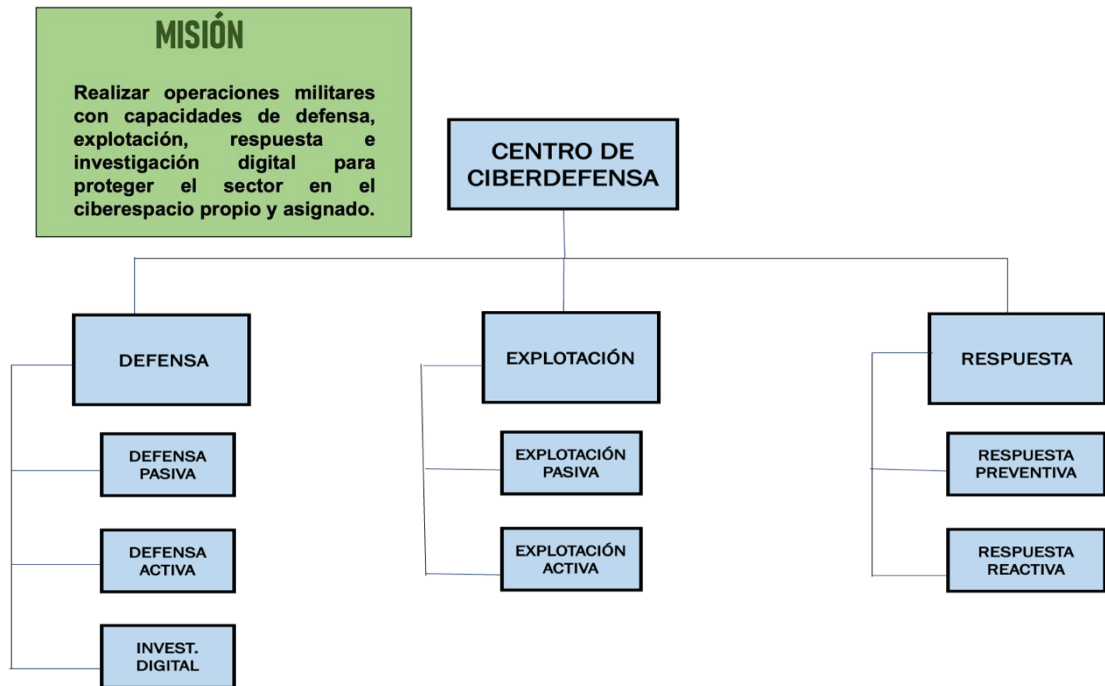 MISIÓN
Realizar operaciones militares
con capacidades de defensa,
explotación, respuesta e
investigación digital para
proteger el sector en el
ciberespacio propio y asignado.
CENTRO DE
CIBERDEFENSA
DEFENSA
EXPLOTACIÓN
RESPUESTA
DEFENSA
PASIVA
EXPLOTACIÓN
PASIVA
RESPUESTA
PREVENTIVA
DEFENSA
ACTIVA
EXPLOTACIÓN
ACTIVA
RESPUESTA
REACTIVA
INVEST.
DIGITAL